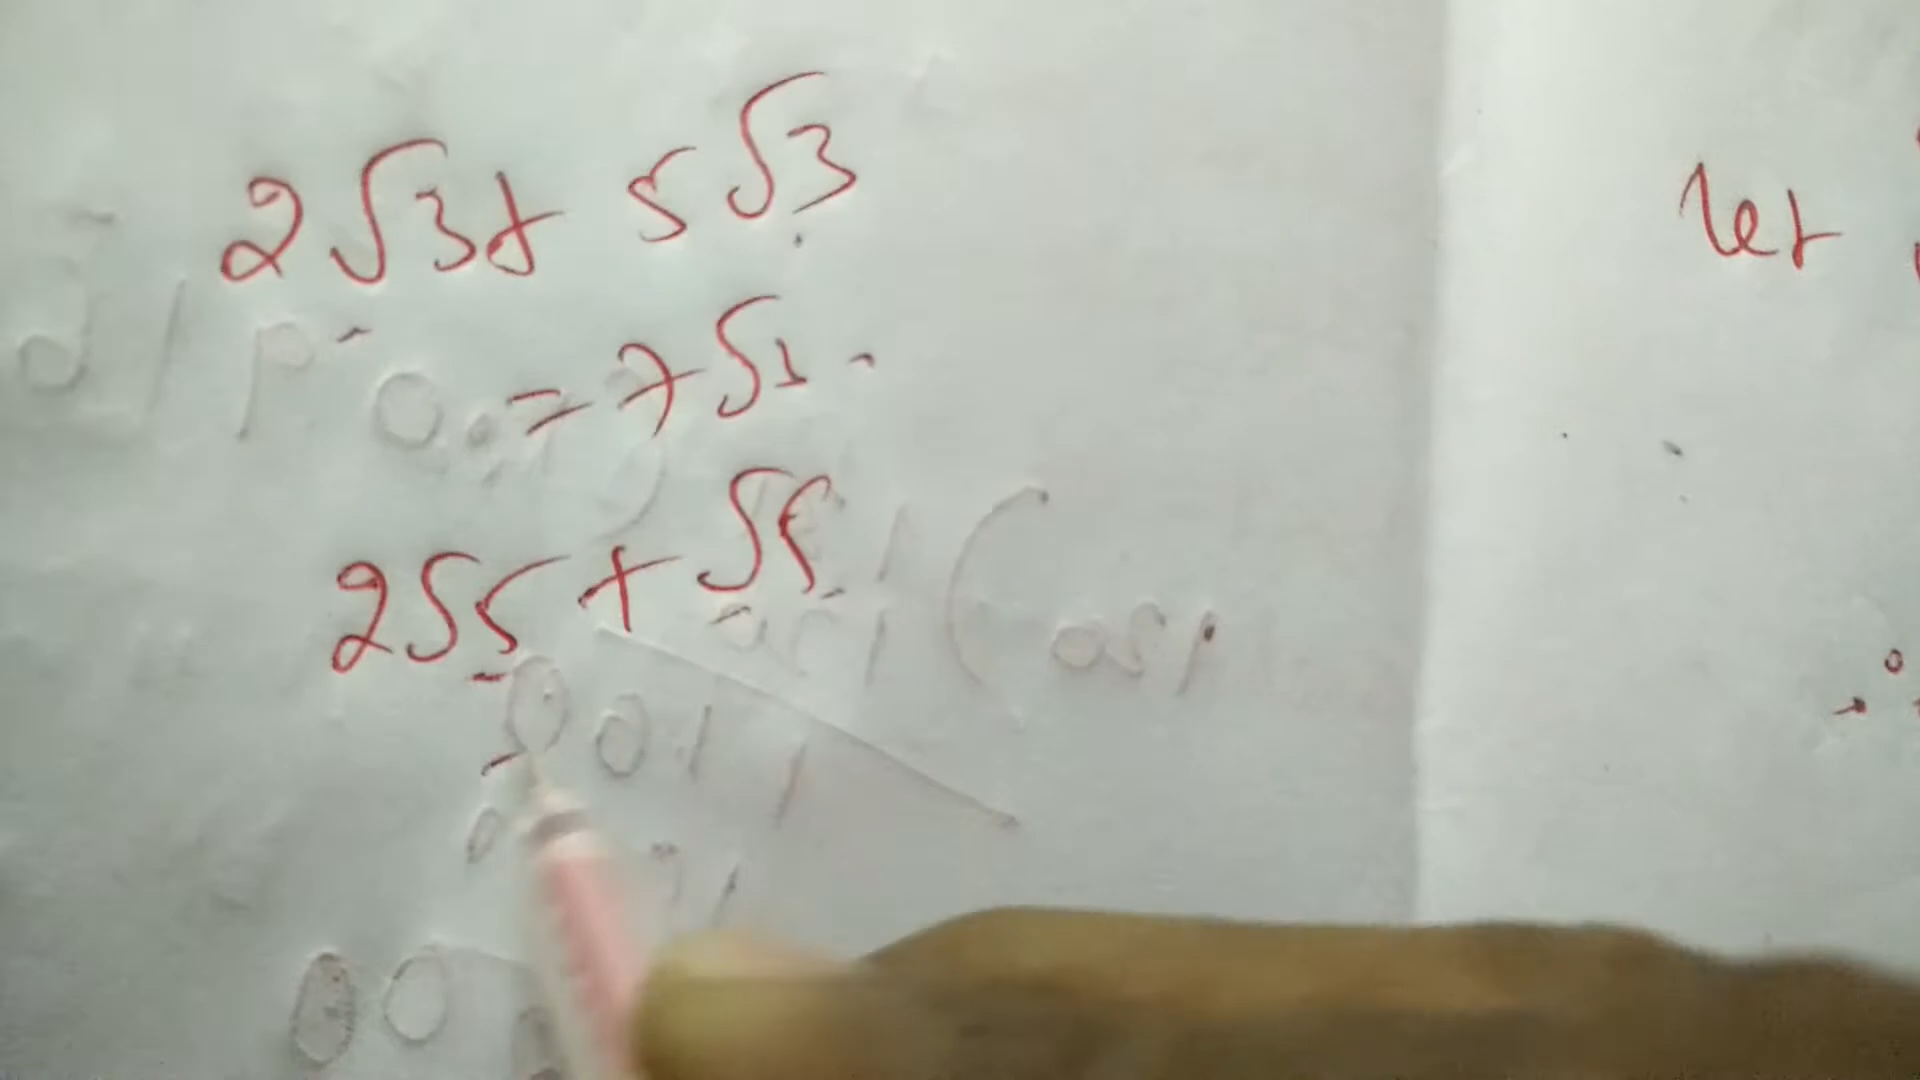 2√3+ 5√3
= 7√3.
2√5 + √5
=
let